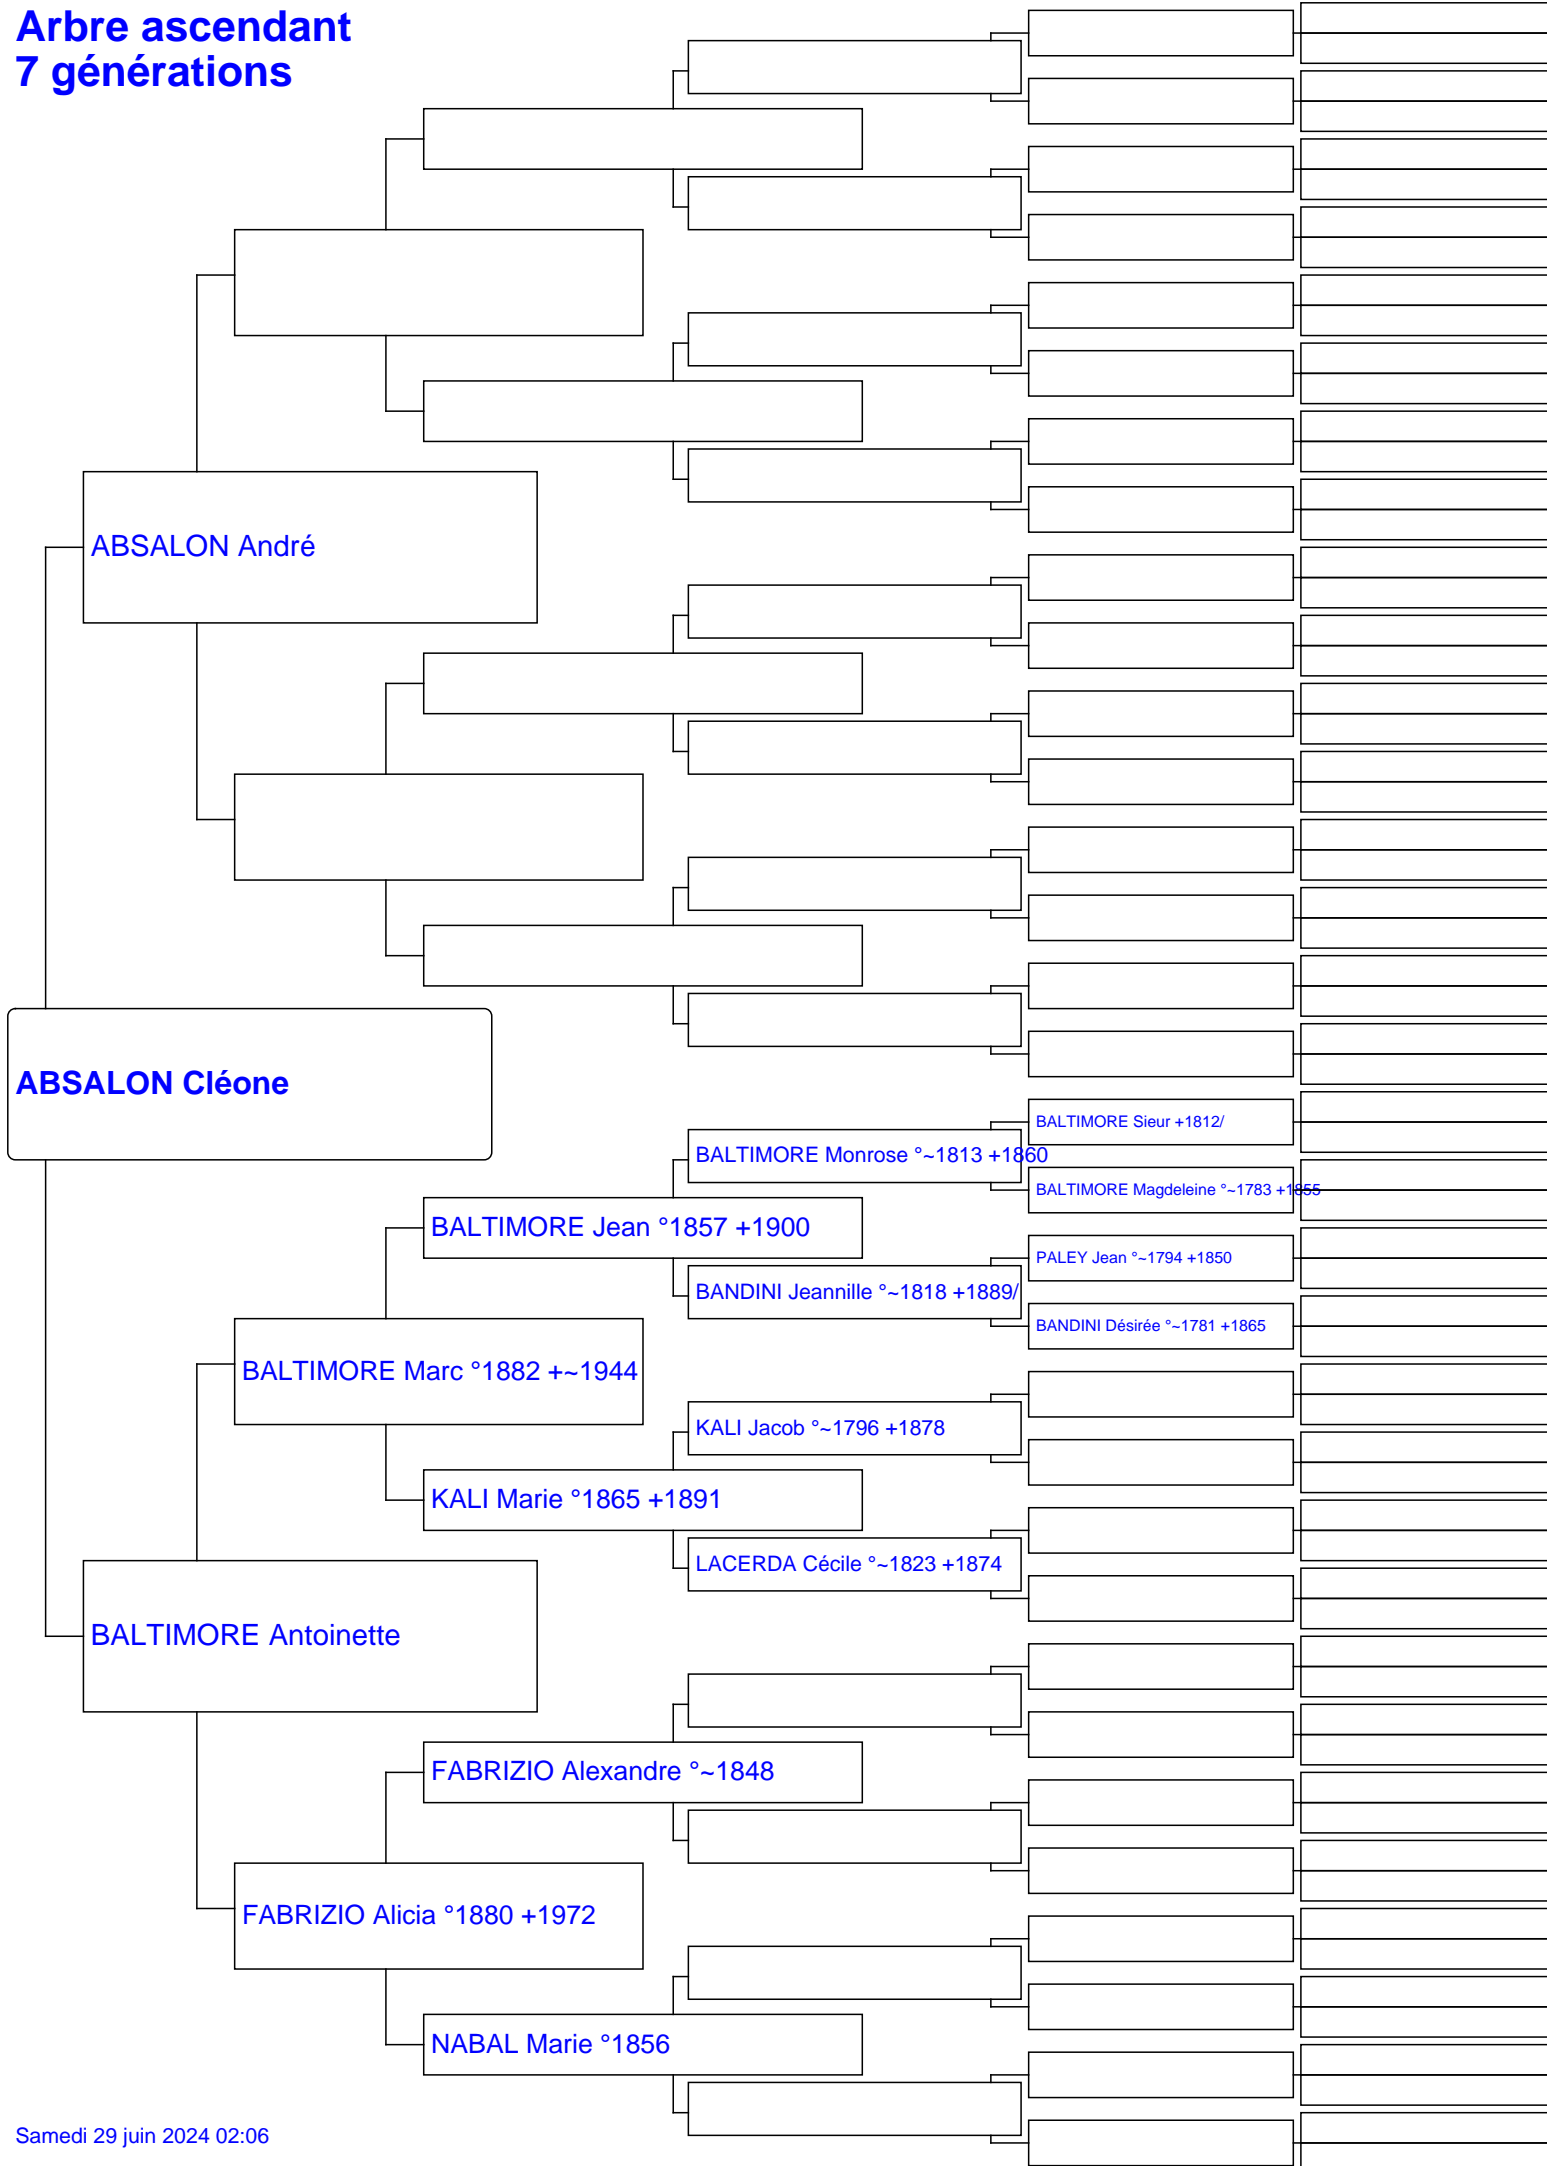 Arbre ascendant
7 générations
ABSALON André
ABSALON Cléone
BALTIMORE Sieur +1812/
BALTIMORE Monrose °~1813 +1860
BALTIMORE Magdeleine °~1783 +1855
BALTIMORE Jean °1857 +1900
PALEY Jean °~1794 +1850
BANDINI Jeannille °~1818 +1889/
BANDINI Désirée °~1781 +1865
BALTIMORE Marc °1882 +~1944
KALI Jacob °~1796 +1878
KALI Marie °1865 +1891
LACERDA Cécile °~1823 +1874
BALTIMORE Antoinette
FABRIZIO Alexandre °~1848
FABRIZIO Alicia °1880 +1972
NABAL Marie °1856
Samedi 29 juin 2024 02:06